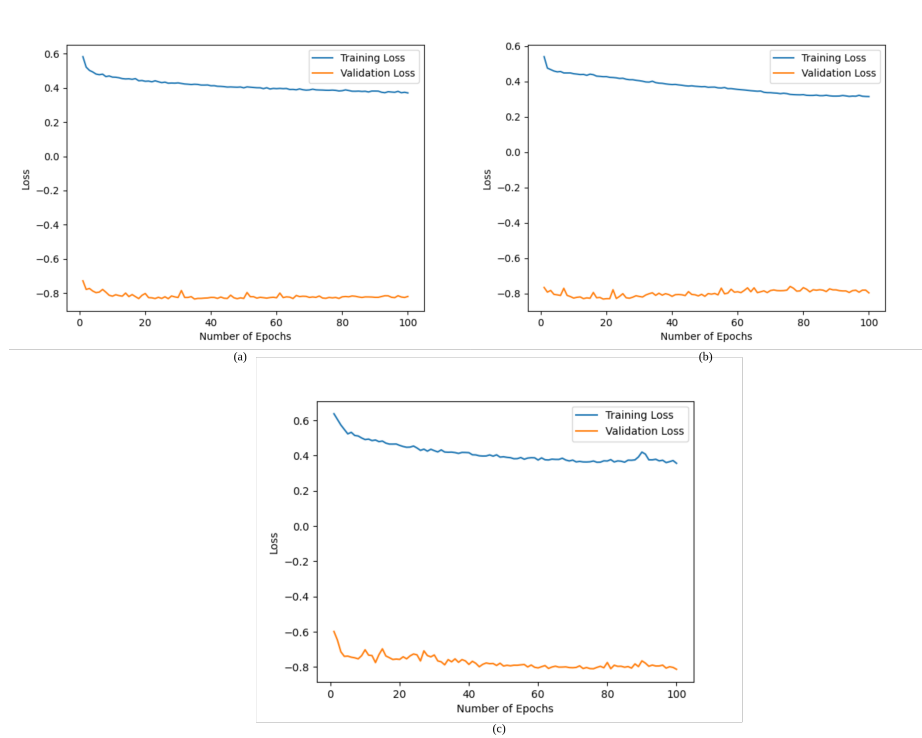 0.6
0.4
0.2
0.0
−0.2
−0.4
−0.6
−0.8
Loss
0 20 40 60 80 100
Number of Epochs
Training Loss
Validation Loss
(a)
0.6
0.4
0.2
0.0
−0.2
−0.4
−0.6
−0.8
Loss
0 20 40 60 80 100
Number of Epochs
Training Loss
Validation Loss
(b)
0.6
0.4
0.2
0.0
−0.2
−0.4
−0.6
−0.8
Loss
0 20 40 60 80 100
Number of Epochs
Training Loss
Validation Loss
(c)